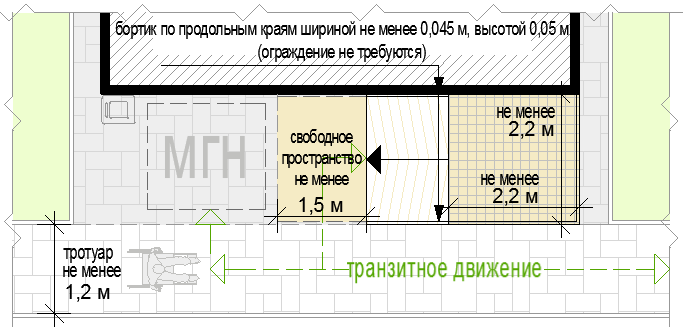 бортик по продольным краям шириной не менее 0,045 м, высотой 0,05 м
(ограждение не требуются)
МГН
свободное
пространство
не менее
1,5 м
не менее
2,2 м
не менее
2,2 м
тротуар
не менее
1,2 м
транзитное движение